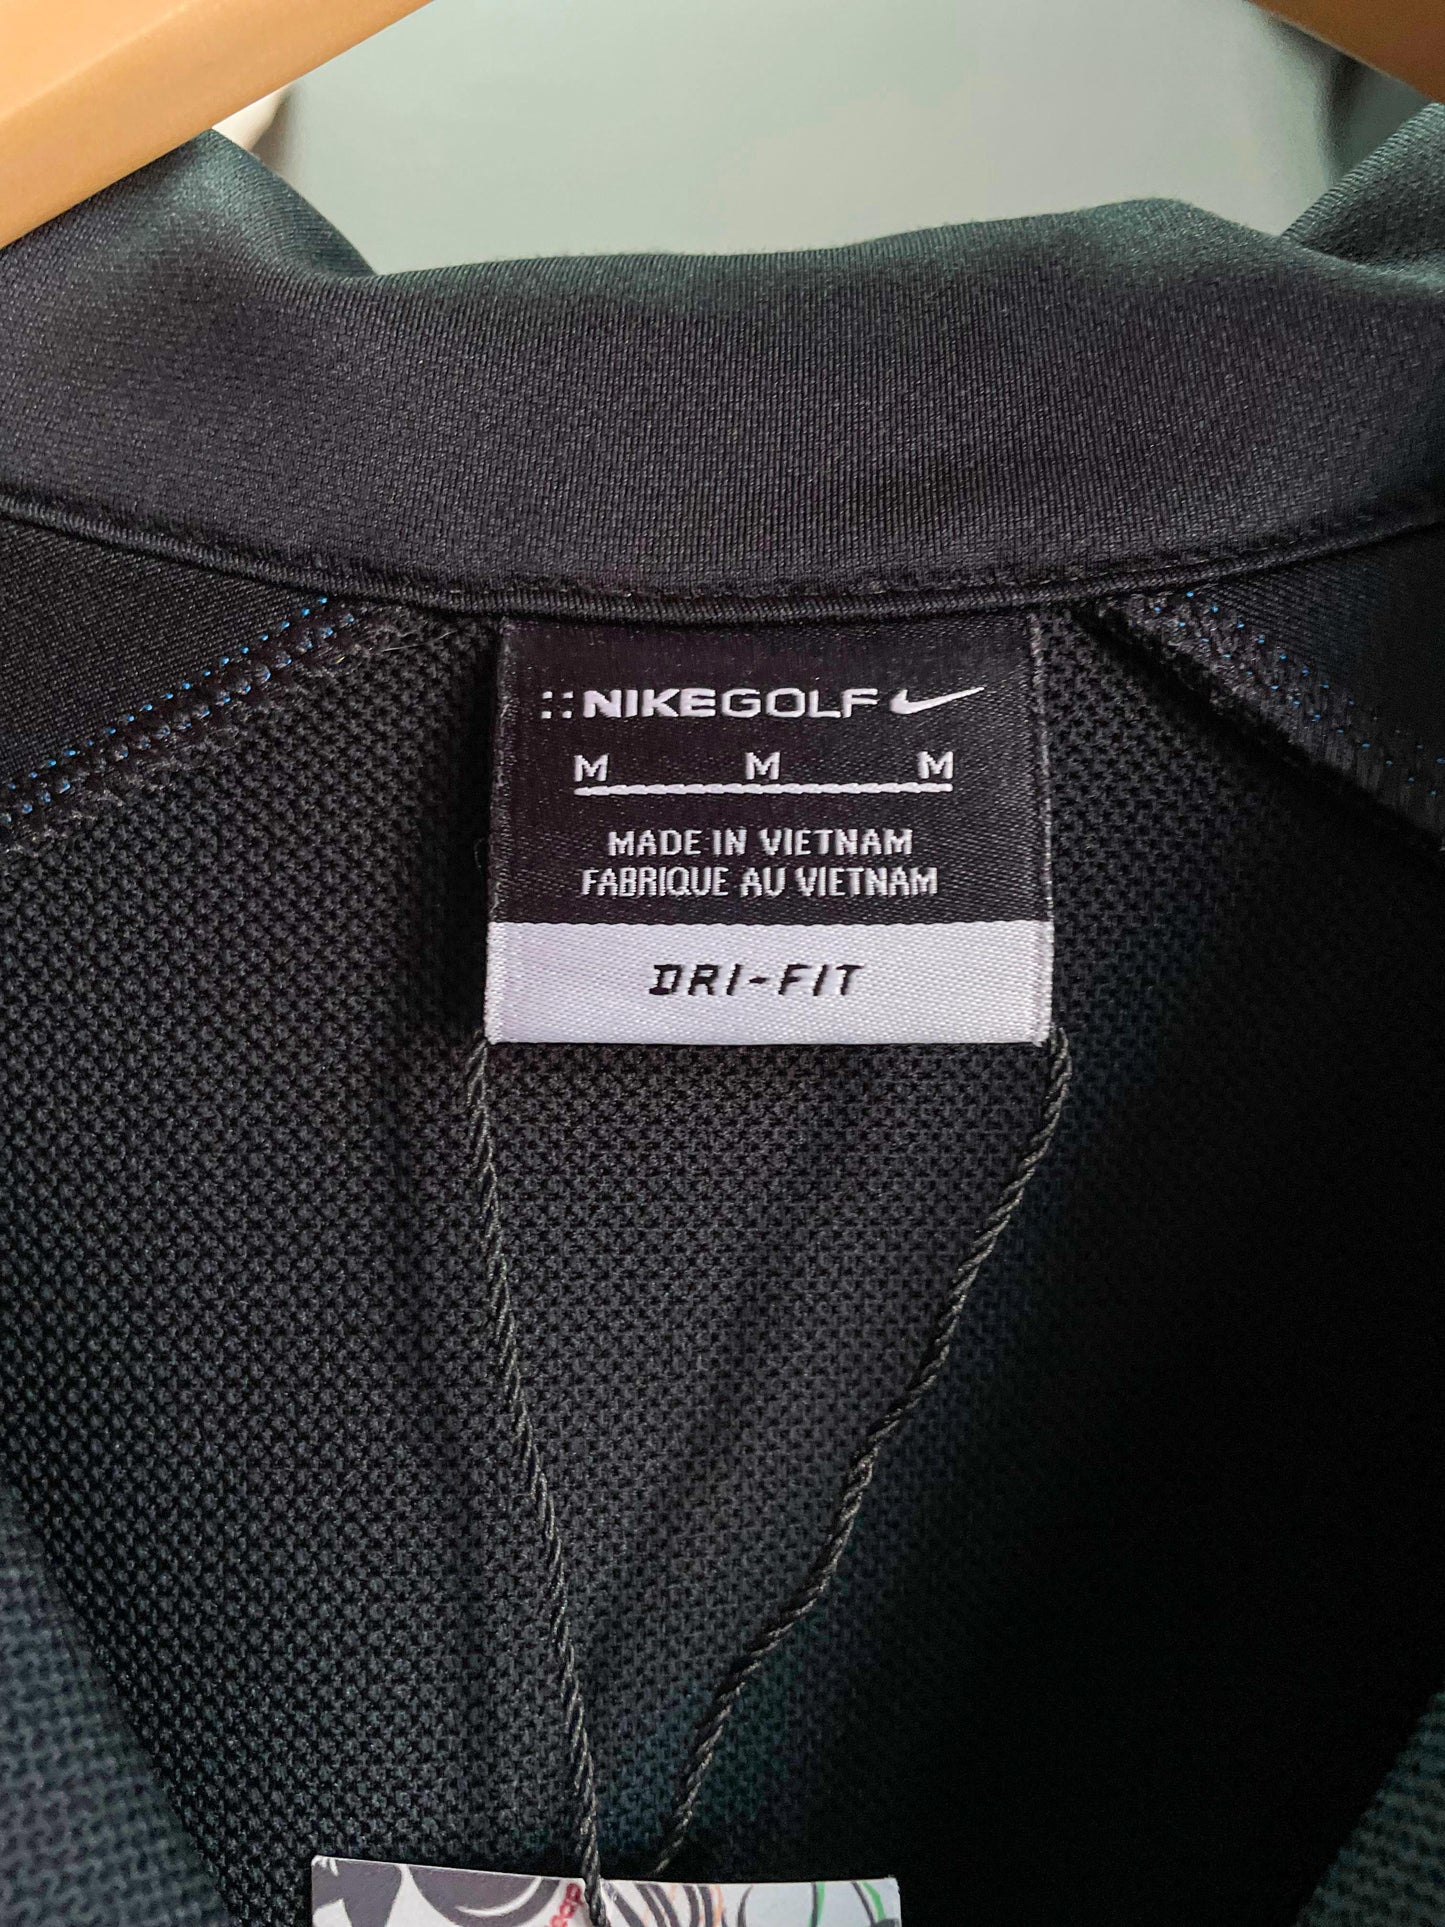 ::NIKEGOLF
M M M
MADE IN VIETNAM
FABRIQUE AU VIETNAM
DRI-FIT